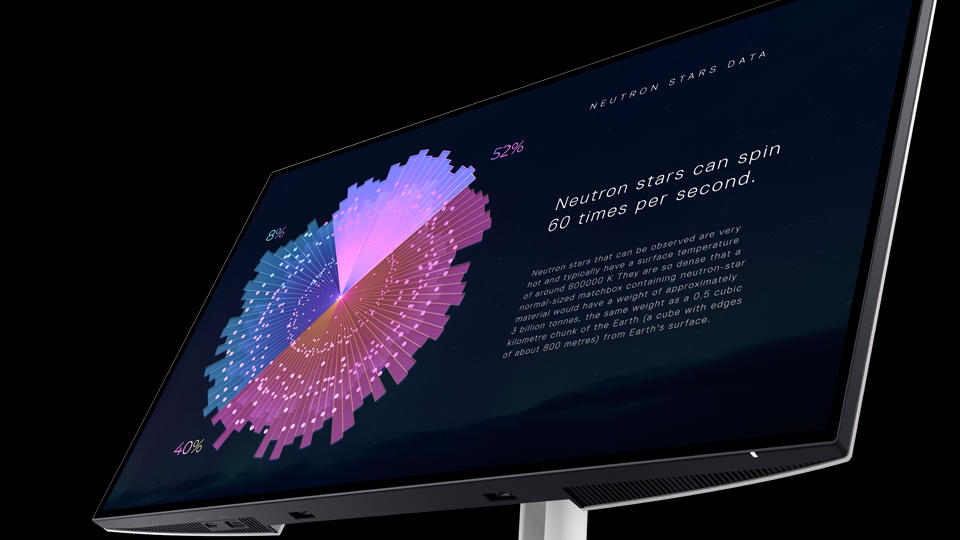 NEUTRON STARS DATA
52%
8%
40%
Neutron stars can spin
60 times per second.
Neutron stars that can be observed are very
hot and typically have a surface temperature
of around 600000 K They are so dense that a
normal-sized matchbox containing neutron-star
material would have a weight of approximately
3 billion tonnes, the same weight as a 0.5 cubic
kilometre chunk of the Earth (a cube with edges
of about 800 metres) from Earth's surface.